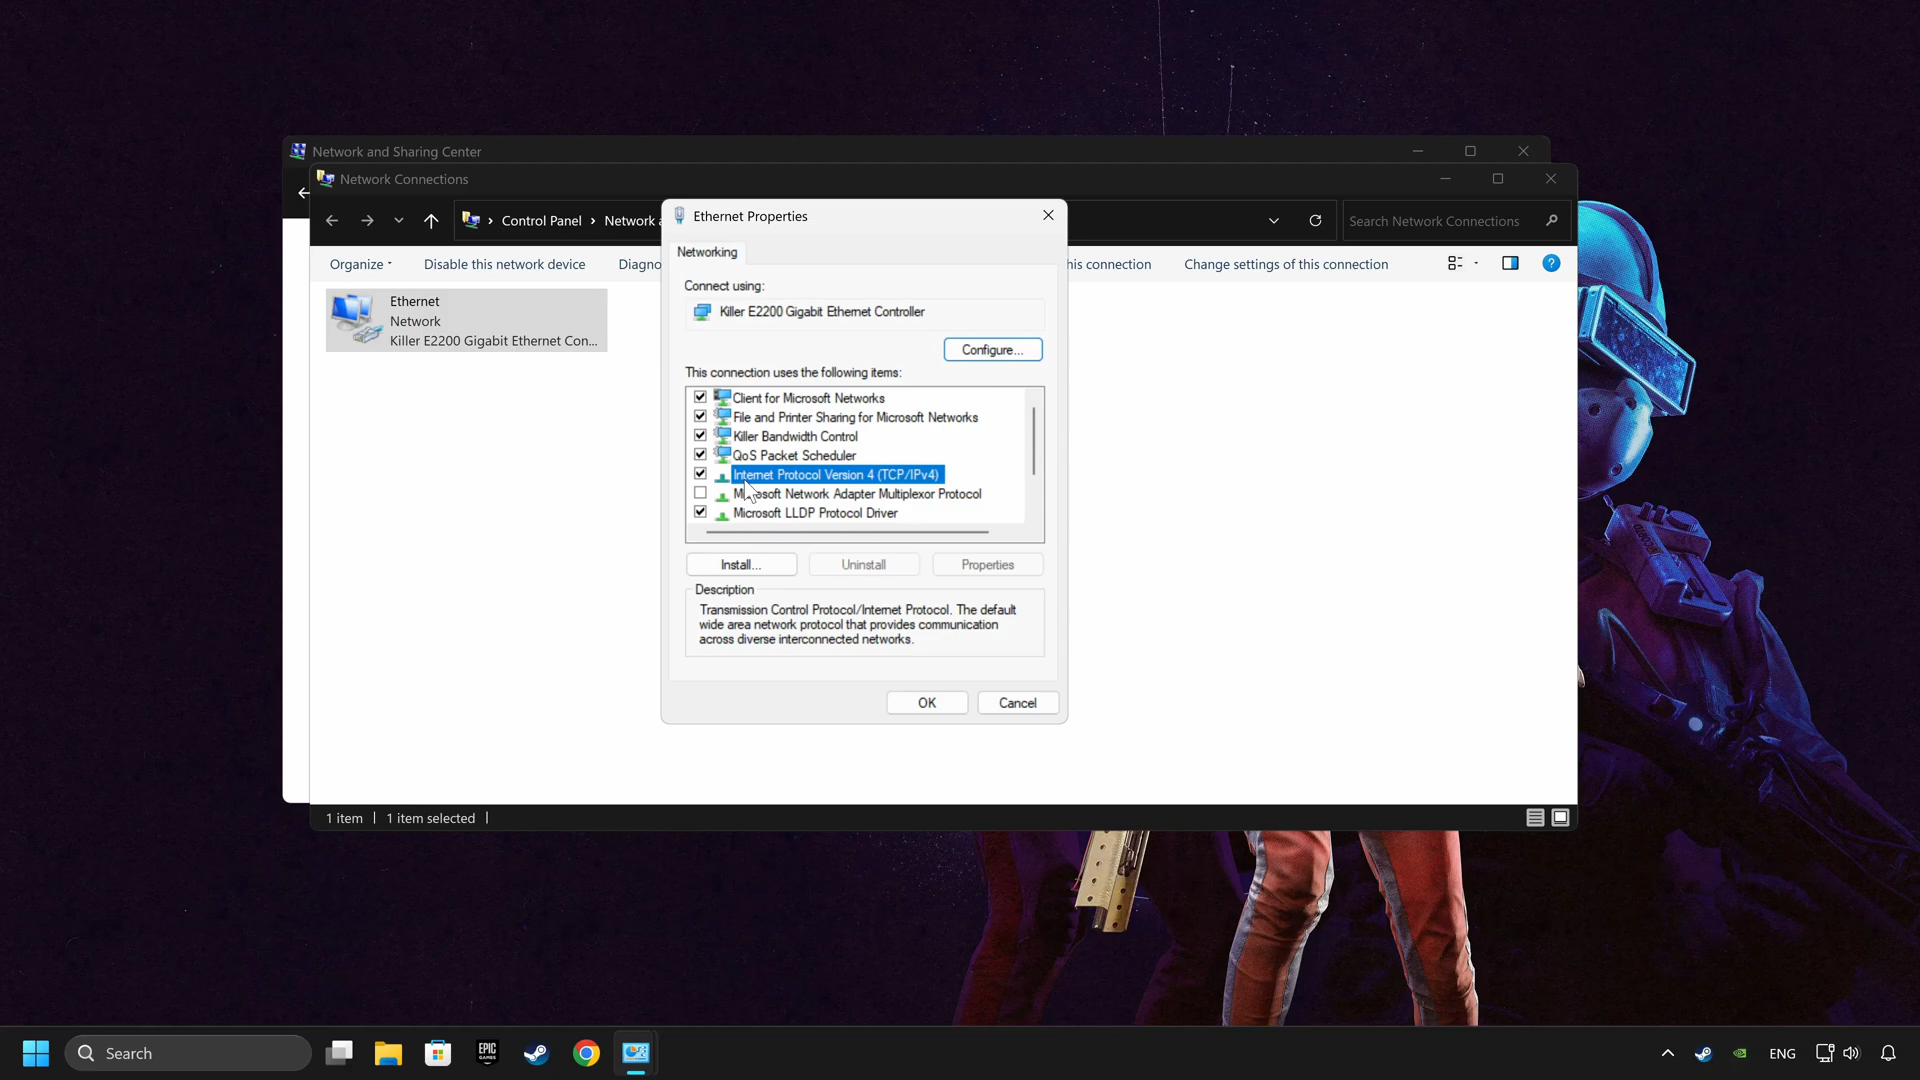 Network and Sharing Center
Network Connections
Control Panel
Search Network Connections
Organize
Disable this network device
Change settings of this connection
Ethernet
Network
Killer E2200 Gigabit Ethernet Con...
Ethernet Properties
Networking
Connect using:
Killer E2200 Gigabit Ethernet Controller
Configure...
This connection uses the following items:
Client for Microsoft Networks
File and Printer Sharing for Microsoft Networks
Killer Bandwidth Control
QoS Packet Scheduler
Internet Protocol Version 4 (TCP/IPv4)
Microsoft Network Adapter Multiplexor Protocol
Microsoft LLDP Protocol Driver
Install...
Uninstall
Properties
Description
Transmission Control Protocol/Internet Protocol. The default
wide area network protocol that provides communication
across diverse interconnected networks.
OK
Cancel
1 item
1 item selected
Search
EPIC
GAMES
ENG